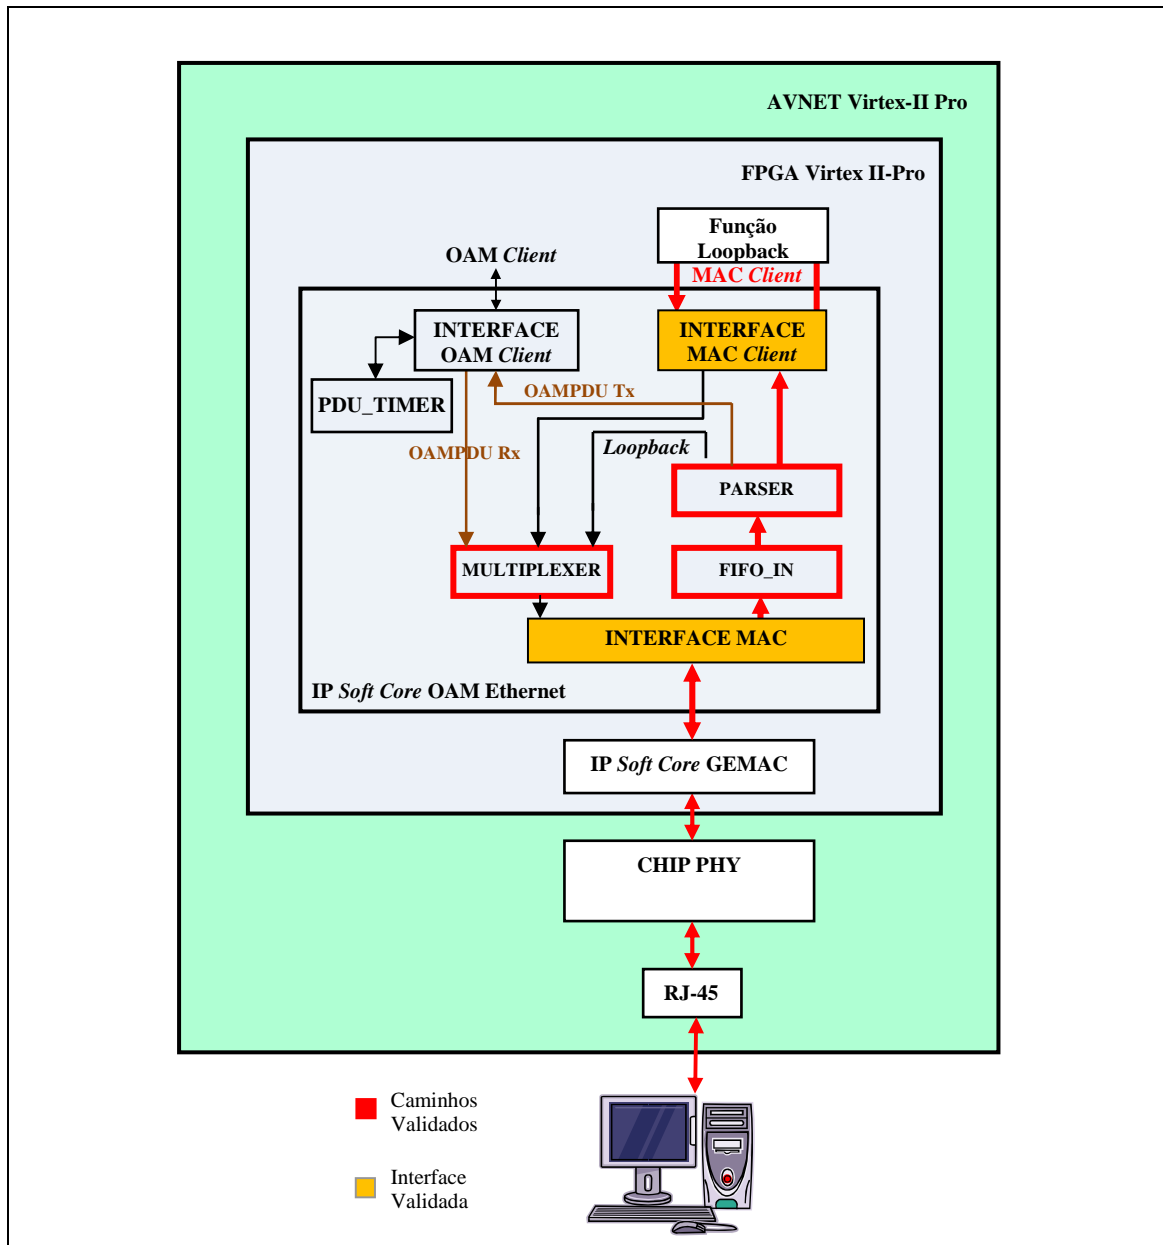 AVNET Virtex-II Pro
FPGA Virtex II-Pro
Função
Loopback
OAM Client
MAC Client
INTERFACE
OAM Client
INTERFACE
MAC Client
PDU_TIMER
OAMPDU Tx
OAMPDU Rx
Loopback
PARSER
MULTIPLEXER
FIFO_IN
INTERFACE MAC
IP Soft Core OAM Ethernet
IP Soft Core GEMAC
CHIP PHY
RJ-45
Caminhos
Validados
Interface
Validada